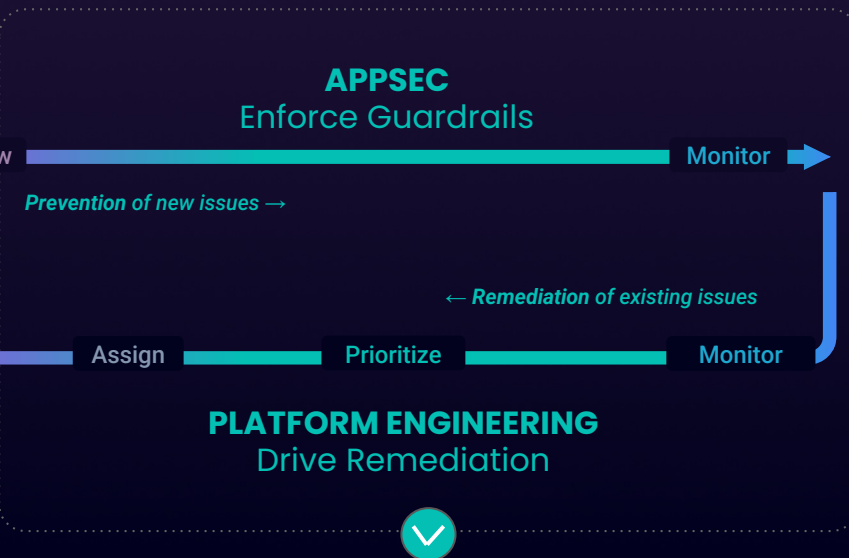 APPSEC
Enforce Guardrails
Monitor
Prevention of new issues →
← Remediation of existing issues
Assign
Prioritize
Monitor
PLATFORM ENGINEERING
Drive Remediation